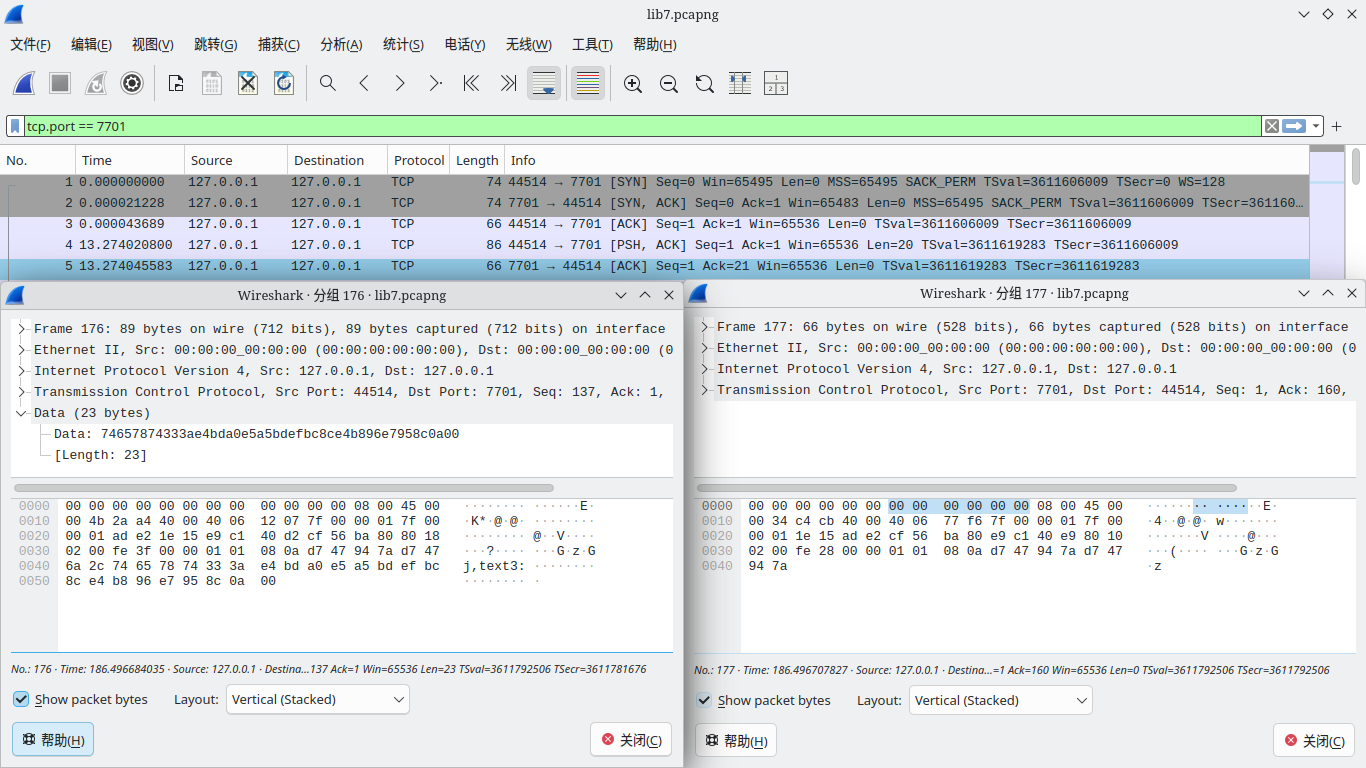 lib7.pcapng
文件(F) 编辑(E) 视图(V) 跳转(G) 捕获(C) 分析(A) 统计(S) 电话(Y) 无线(W) 工具(T) 帮助(H)
tcp.port == 7701
No. Time Source Destination Protocol Length Info
1 0.000000000 127.0.0.1 127.0.0.1 TCP 74 44514 → 7701 [SYN] Seq=0 Win=65495 Len=0 MSS=65495 SACK_PERM TSval=3611606009 TSecr=0 WS=128
2 0.000021228 127.0.0.1 127.0.0.1 TCP 74 7701 → 44514 [SYN, ACK] Seq=0 Ack=1 Win=65483 Len=0 MSS=65495 SACK_PERM TSval=3611606009 TSecr=361160…
3 0.000043689 127.0.0.1 127.0.0.1 TCP 66 44514 → 7701 [ACK] Seq=1 Ack=1 Win=65536 Len=0 TSval=3611606009 TSecr=3611606009
4 13.274020800 127.0.0.1 127.0.0.1 TCP 86 44514 → 7701 [PSH, ACK] Seq=1 Ack=1 Win=65536 Len=20 TSval=3611619283 TSecr=3611606009
5 13.274045583 127.0.0.1 127.0.0.1 TCP 66 7701 → 44514 [ACK] Seq=1 Ack=21 Win=65536 Len=0 TSval=3611619283 TSecr=3611619283
Wireshark · 分组 176 · lib7.pcapng
Frame 176: 89 bytes on wire (712 bits), 89 bytes captured (712 bits) on interface
Ethernet II, Src: 00:00:00_00:00:00 (00:00:00:00:00:00), Dst: 00:00:00_00:00:00 (0
Internet Protocol Version 4, Src: 127.0.0.1, Dst: 127.0.0.1
Transmission Control Protocol, Src Port: 44514, Dst Port: 7701, Seq: 137, Ack: 1,
Data (23 bytes)
Data: 74657874333ae4bda0e5a5bdefbc8ce4b896e7958c0a00
[Length: 23]
0000 00 00 00 00 00 00 00 00 00 00 00 00 08 00 45 00 ········ ······E·
0010 00 4b 2a a4 40 00 40 06 12 07 7f 00 00 01 7f 00 ·K*·@·@· ········
0020 00 01 ad e2 1e 15 e9 c1 40 d2 cf 56 ba 80 80 18 ········ @··V····
0030 02 00 fe 3f 00 00 01 01 08 0a d7 47 94 7a d7 47 ···?···· ···G·z·G
0040 6a 2c 74 65 78 74 33 3a e4 bd a0 e5 a5 bd ef bc j,text3: ········
0050 8c e4 b8 96 e7 95 8c 0a 00 ········ ·
No.: 176 · Time: 186.496684035 · Source: 127.0.0.1 · Destina...137 Ack=1 Win=65536 Len=23 TSval=3611792506 TSecr=3611781676
Show packet bytes Layout: Vertical (Stacked)
帮助(H) 关闭(C)
Wireshark · 分组 177 · lib7.pcapng
Frame 177: 66 bytes on wire (528 bits), 66 bytes captured (528 bits) on interface
Ethernet II, Src: 00:00:00_00:00:00 (00:00:00:00:00:00), Dst: 00:00:00_00:00:00 (0
Internet Protocol Version 4, Src: 127.0.0.1, Dst: 127.0.0.1
Transmission Control Protocol, Src Port: 7701, Dst Port: 44514, Seq: 1, Ack: 160,
0000 00 00 00 00 00 00 00 00 00 00 00 00 08 00 45 00 ········ ······E·
0010 00 34 c4 cb 40 00 40 06 77 f6 7f 00 00 01 7f 00 ·4··@·@· w·······
0020 00 01 1e 15 ad e2 cf 56 ba 80 e9 c1 40 e9 80 10 ·······V ····@···
0030 02 00 fe 28 00 00 01 01 08 0a d7 47 94 7a d7 47 ···(···· ···G·z·G
0040 94 7a ·z
No.: 177 · Time: 186.496707827 · Source: 127.0.0.1 · Destina...=1 Ack=160 Win=65536 Len=0 TSval=3611792506 TSecr=3611792506
Show packet bytes Layout: Vertical (Stacked)
帮助(H) 关闭(C)